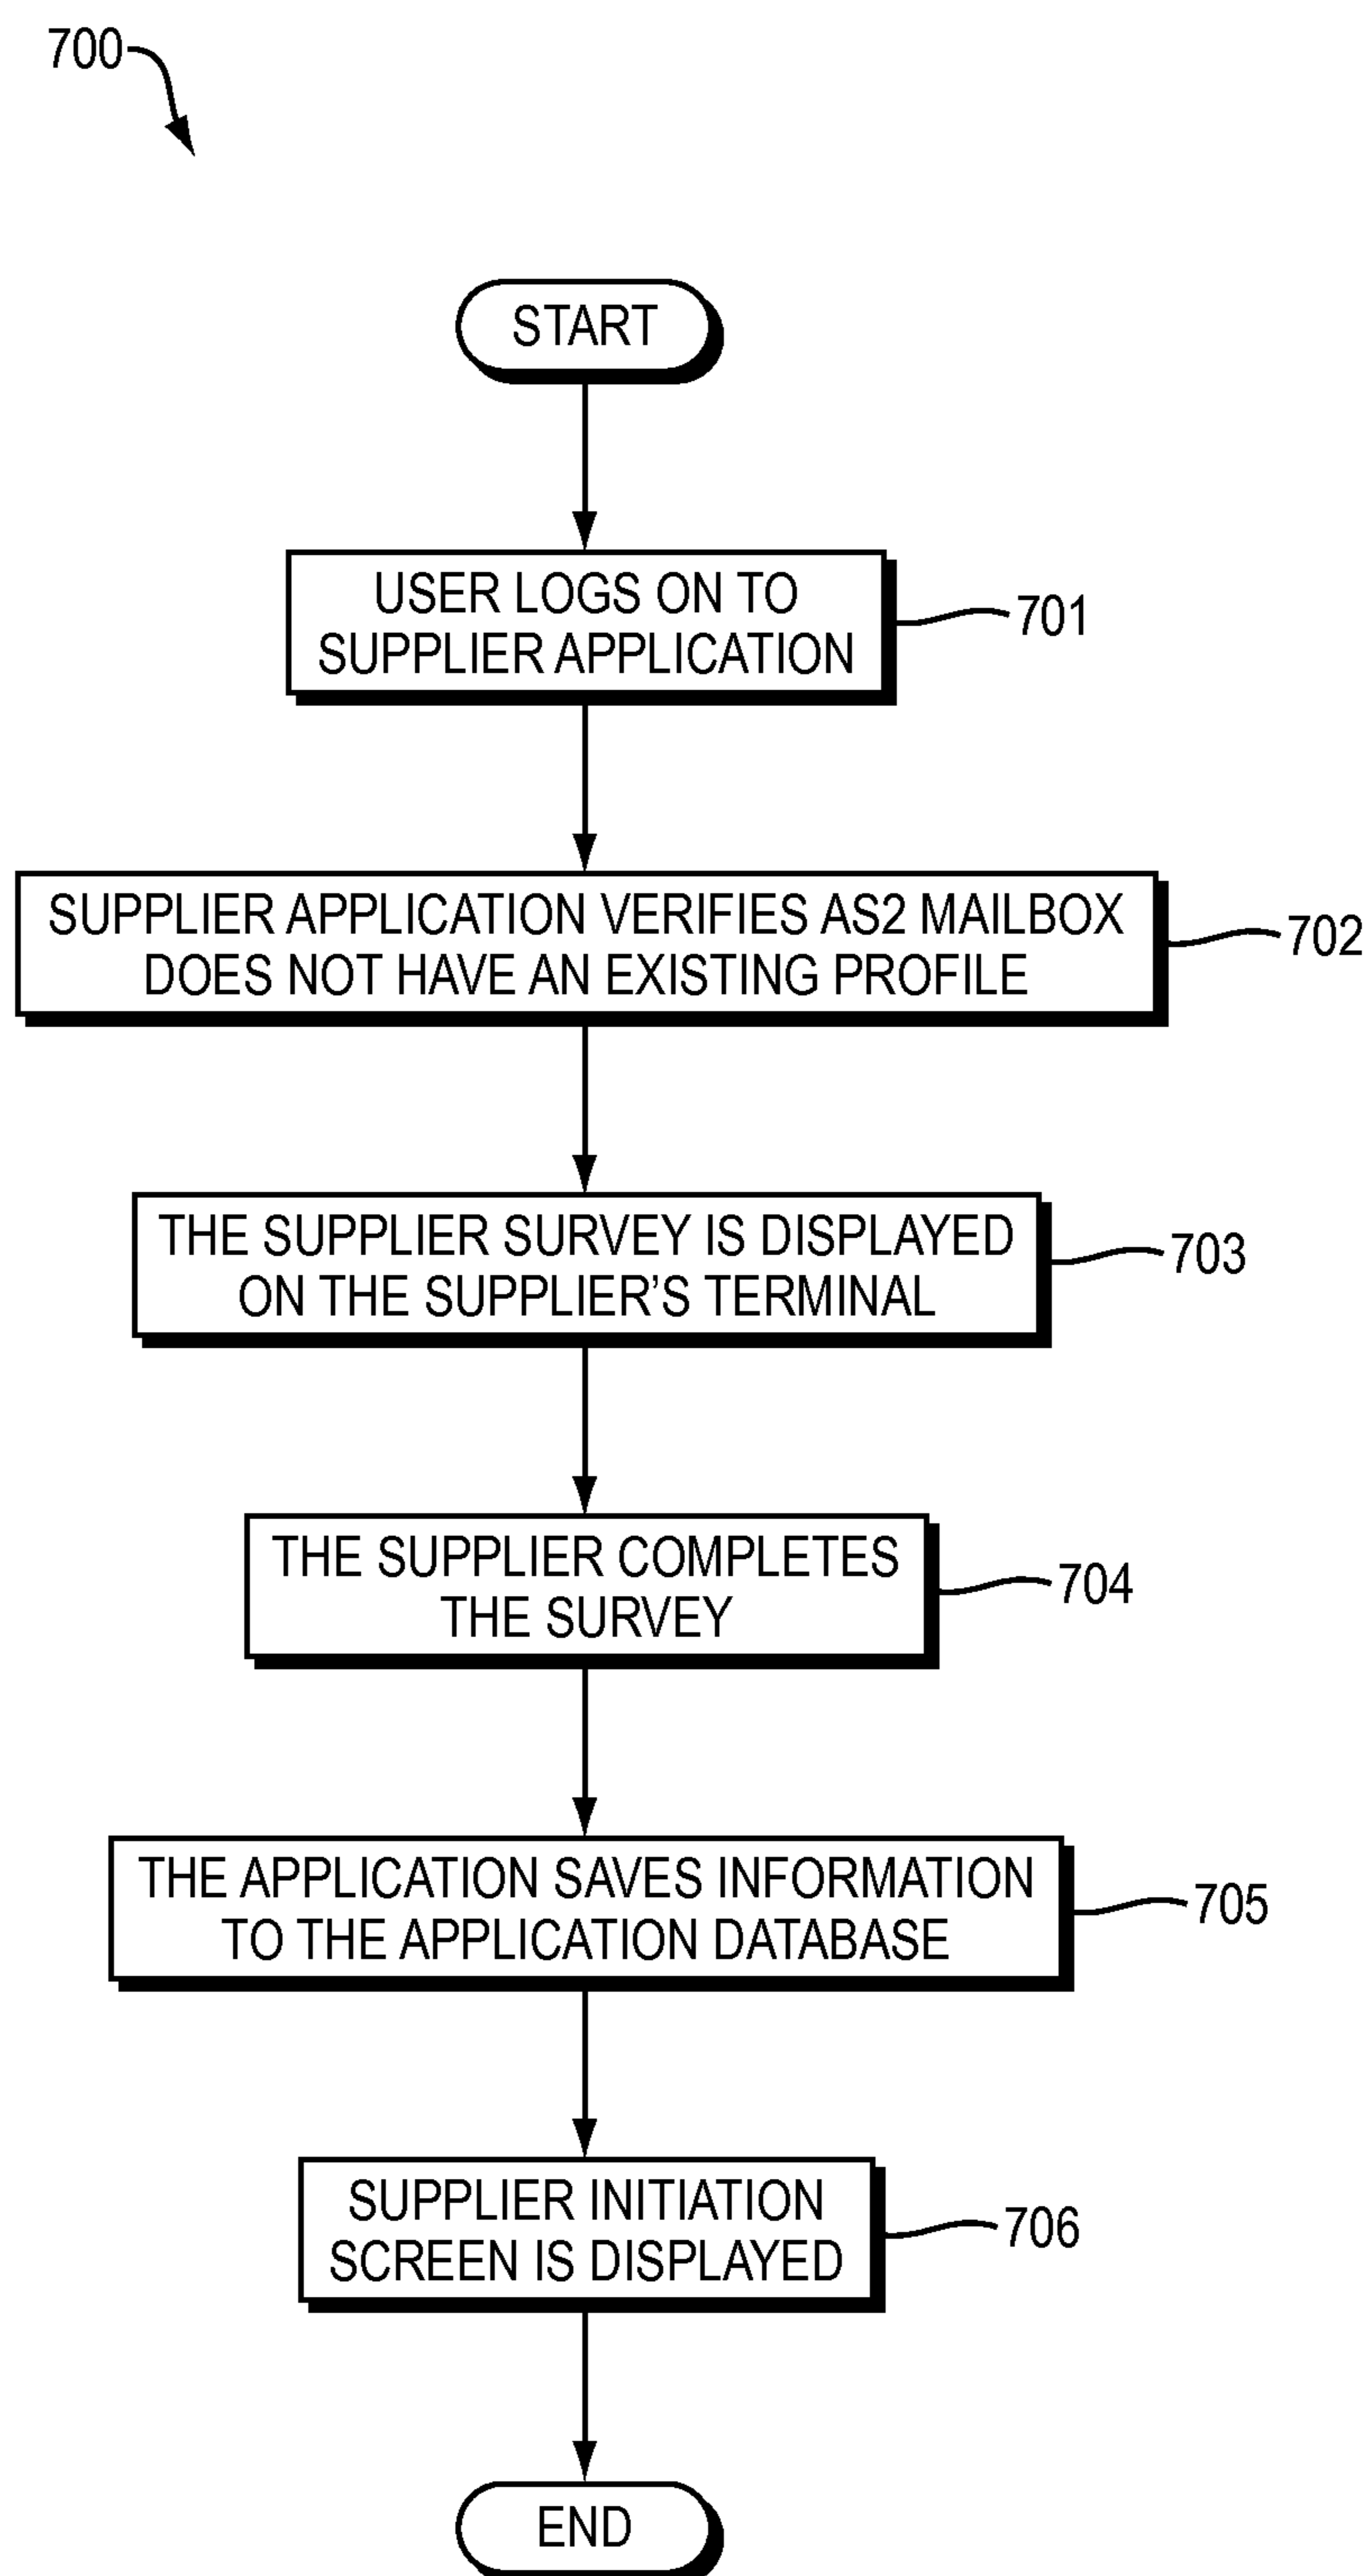 700
START
USER LOGS ON TO
SUPPLIER APPLICATION
701
SUPPLIER APPLICATION VERIFIES AS2 MAILBOX
DOES NOT HAVE AN EXISTING PROFILE
702
THE SUPPLIER SURVEY IS DISPLAYED
ON THE SUPPLIER'S TERMINAL
703
THE SUPPLIER COMPLETES
THE SURVEY
704
THE APPLICATION SAVES INFORMATION
TO THE APPLICATION DATABASE
705
SUPPLIER INITIATION
SCREEN IS DISPLAYED
706
END